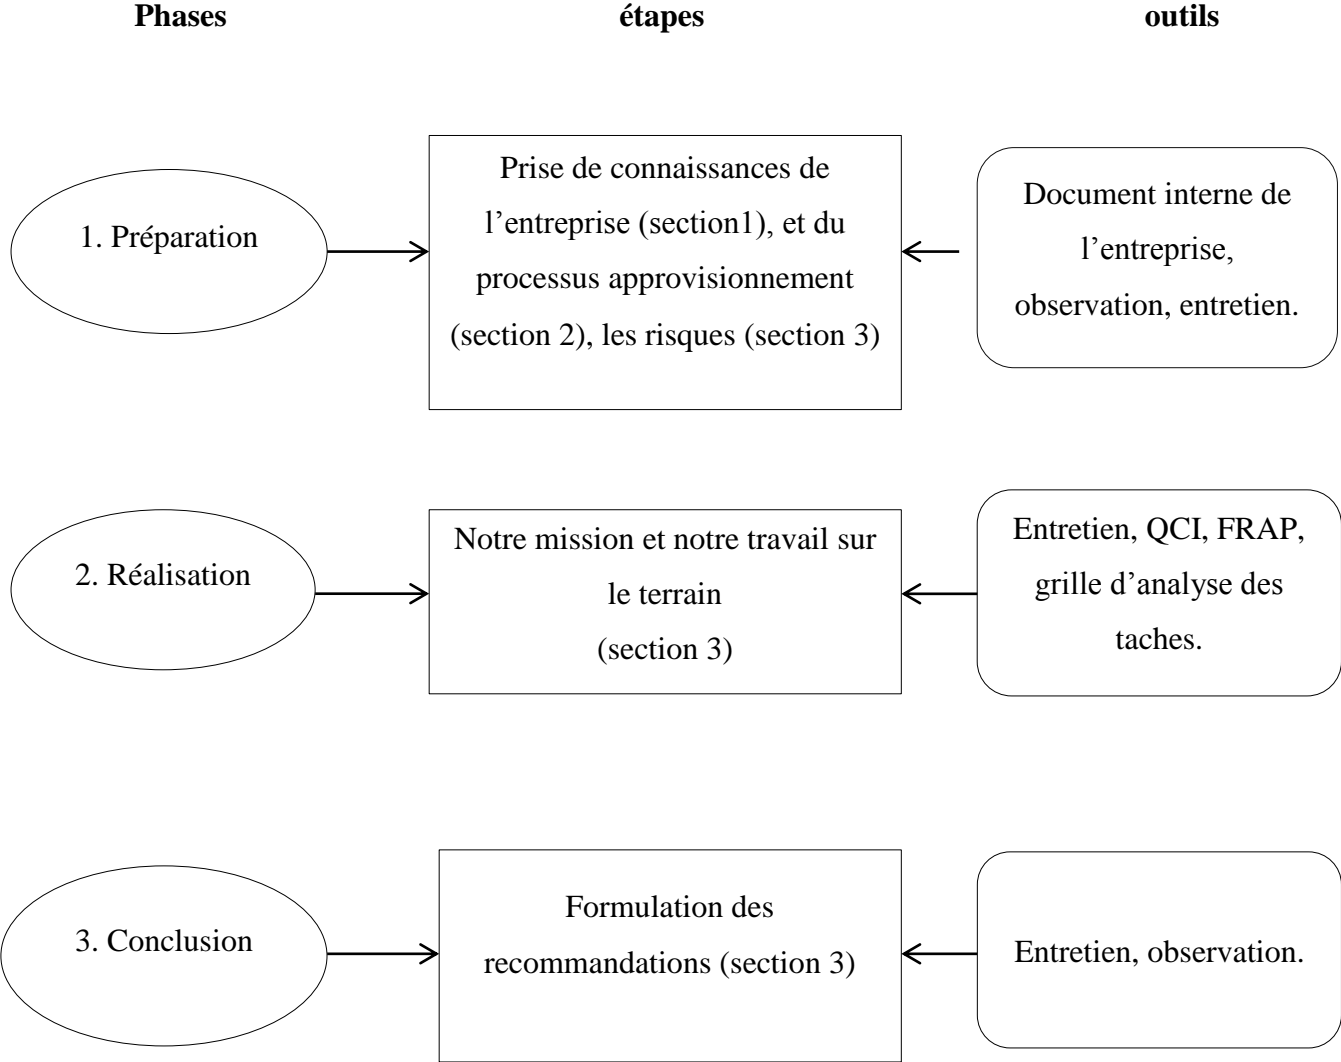 Phases étapes outils
1. Préparation
Prise de connaissances de
l’entreprise (section1), et du
processus approvisionnement
(section 2), les risques (section 3)
Document interne de
l’entreprise,
observation, entretien.
2. Réalisation
Notre mission et notre travail sur
le terrain
(section 3)
Entretien, QCI, FRAP,
grille d’analyse des
taches.
3. Conclusion
Formulation des
recommandations (section 3)
Entretien, observation.